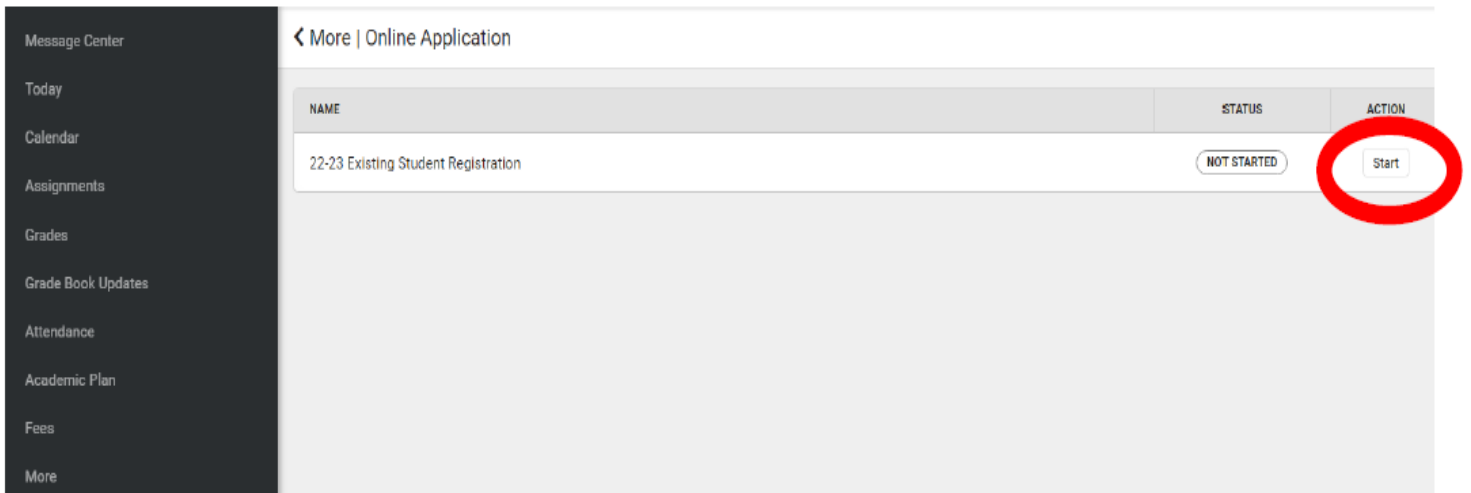 Message Center
Today
Calendar
Assignments
Grades
Grade Book Updates
Attendance
Academic Plan
Fees
More
More | Online Application
NAME STATUS ACTION
22-23 Existing Student Registration NOT STARTED Start